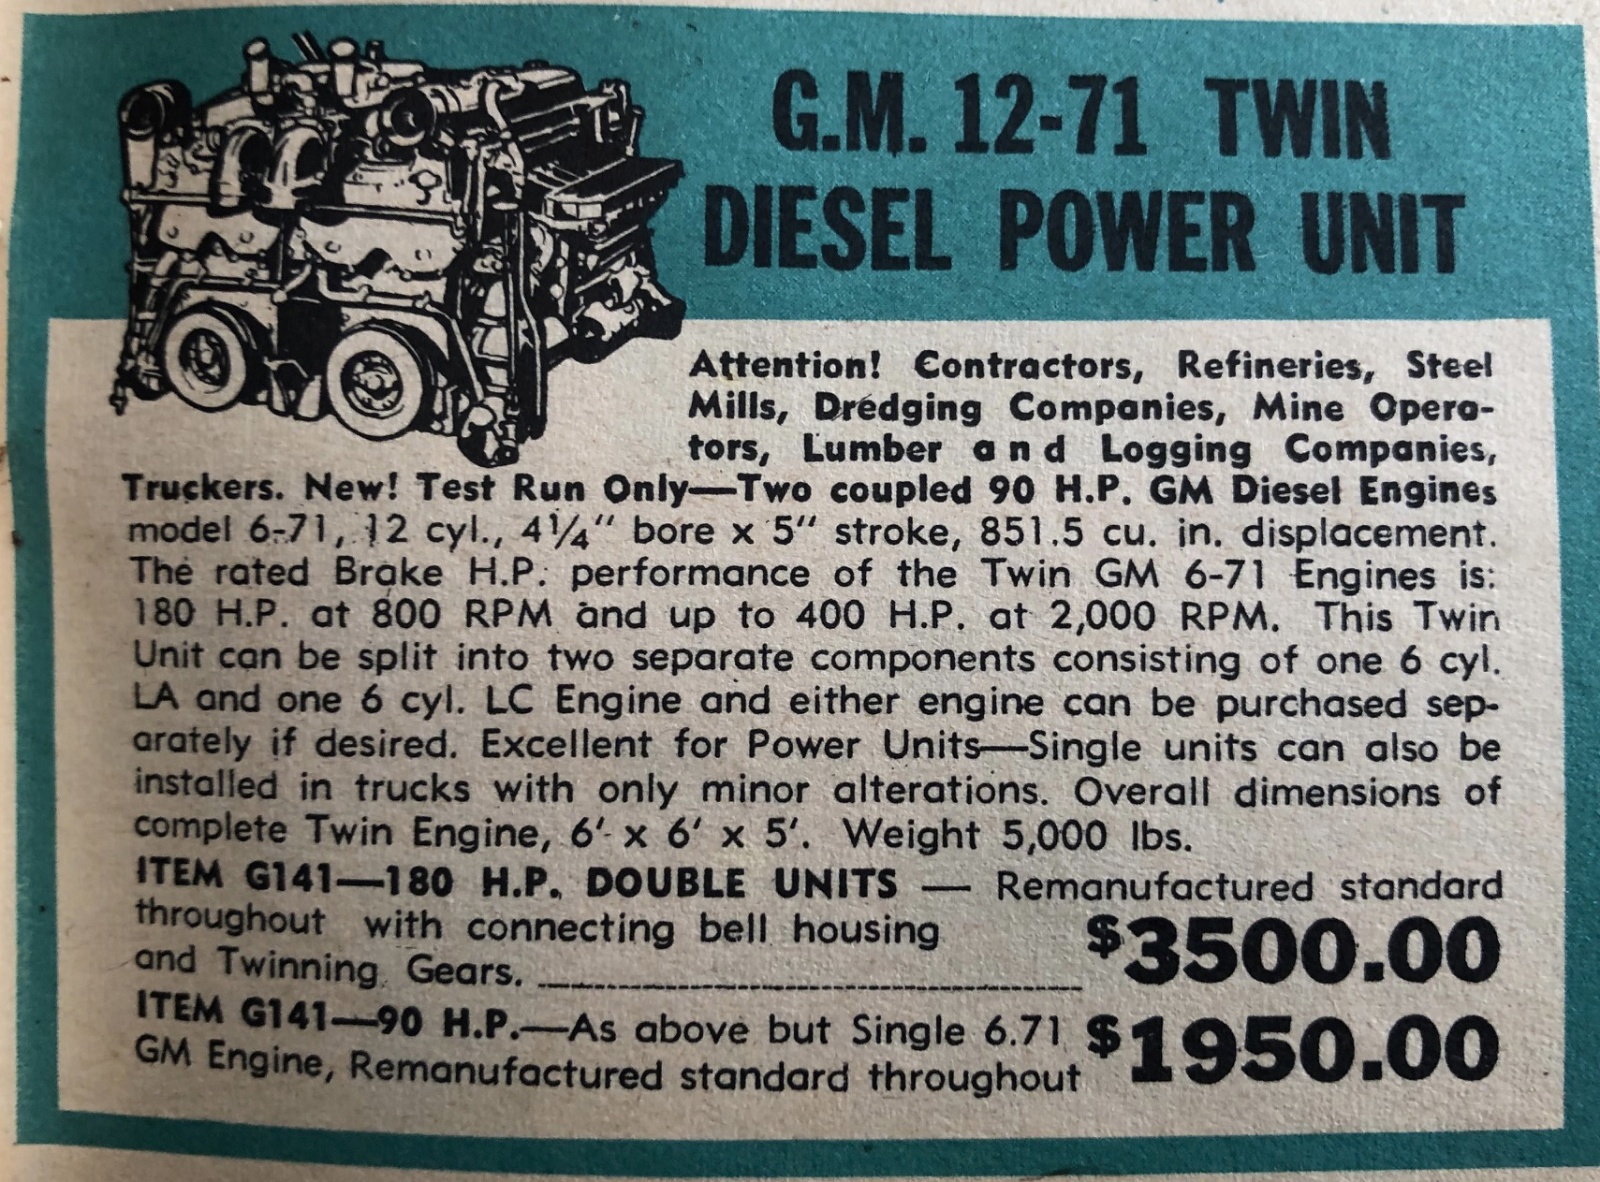 G.M. 12-71 TWIN
DIESEL POWER UNIT
Attention! Contractors, Refineries, Steel
Mills, Dredging Companies, Mine Opera-
tors, Lumber and Logging Companies,
Truckers. New! Test Run Only—Two coupled 90 H.P. GM Diesel Engines
model 6-71, 12 cyl., 4¼" bore x 5" stroke, 851.5 cu. in. displacement.
The rated Brake H.P. performance of the Twin GM 6-71 Engines is:
180 H.P. at 800 RPM and up to 400 H.P. at 2,000 RPM. This Twin
Unit can be split into two separate components consisting of one 6 cyl.
LA and one 6 cyl. LC Engine and either engine can be purchased sep-
arately if desired. Excellent for Power Units—Single units can also be
installed in trucks with only minor alterations. Overall dimensions of
complete Twin Engine, 6' x 6' x 5'. Weight 5,000 lbs.
ITEM G141—180 H.P. DOUBLE UNITS — Remanufactured standard
throughout with connecting bell housing
and Twinning Gears. $3500.00
ITEM G141—90 H.P.—As above but Single 6.71
GM Engine, Remanufactured standard throughout $1950.00